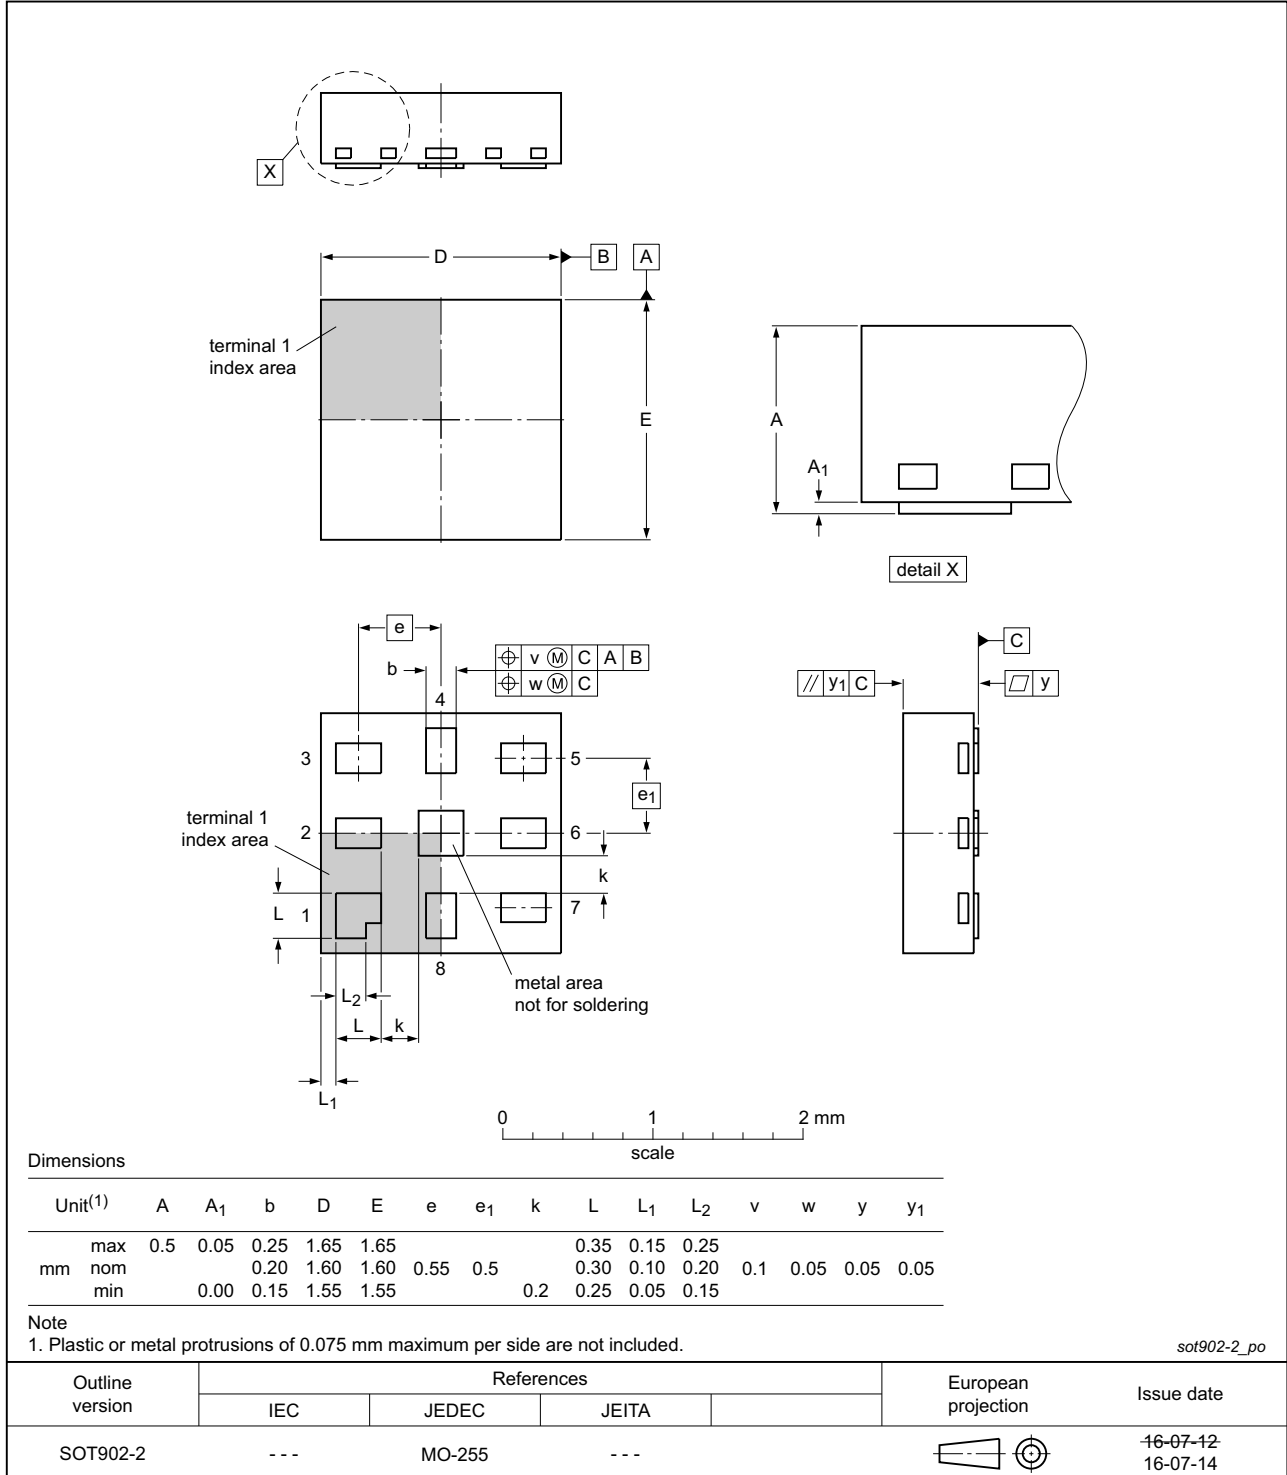 X
D
B
A
terminal 1
index area
E
A
A1
detail X
e
b
v M C A B
w M C
C
y1 C
y
4
3
5
e1
terminal 1
index area
2
6
k
L
1
7
8
metal area
not for soldering
L2
L
k
L1
0 1 2 mm
scale
Dimensions
Unit(1) A A1 b D E e e1 k L L1 L2 v w y y1
max 0.5 0.05 0.25 1.65 1.65 0.35 0.15 0.25
mm nom 0.20 1.60 1.60 0.55 0.5 0.30 0.10 0.20 0.1 0.05 0.05 0.05
min 0.00 0.15 1.55 1.55 0.2 0.25 0.05 0.15
Note
1. Plastic or metal protrusions of 0.075 mm maximum per side are not included.
sot902-2_po
Outline
version
References
IEC JEDEC JEITA
European
projection
Issue date
SOT902-2 - - - MO-255 - - -
16-07-12
16-07-14